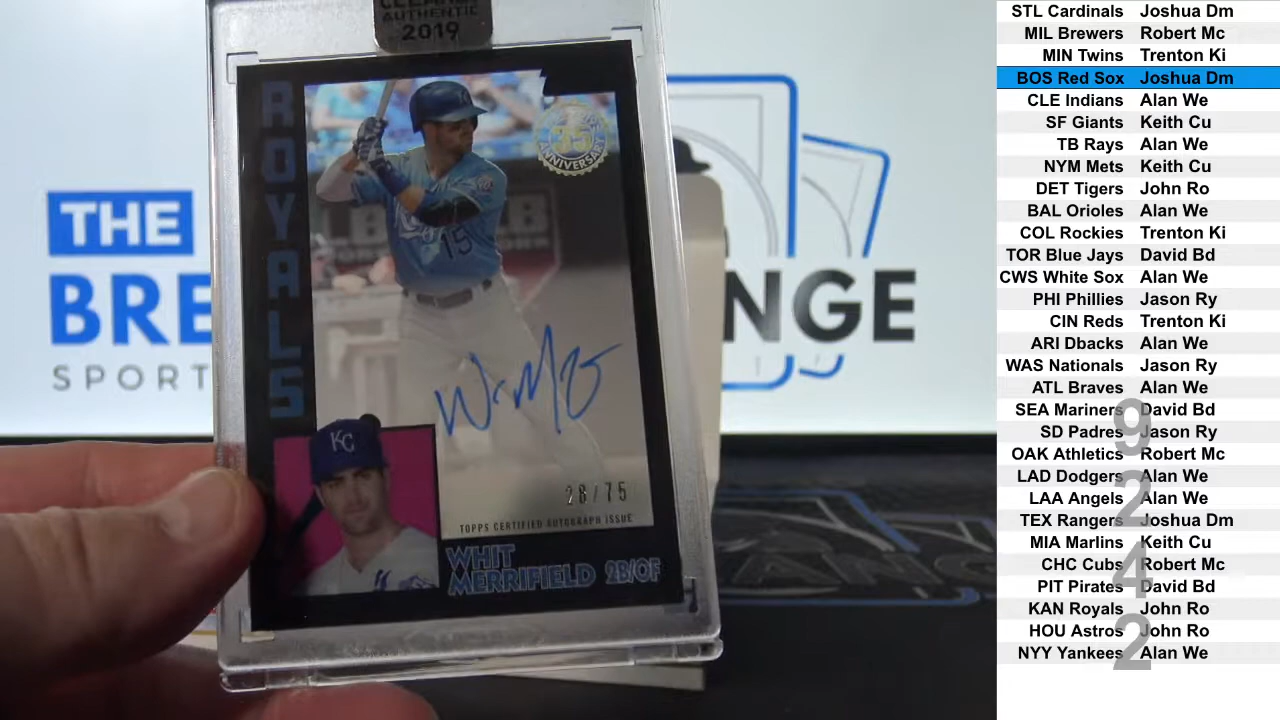 CLEARLY
AUTHENTIC
2019
ROYALS
35
ANNIVERSARY
15
KC
28/75
TOPPS CERTIFIED AUTOGRAPH ISSUE
WHIT
MERRIFIELD 2B/OF
THE
BRE
NGE
SPORT
STL Cardinals Joshua Dm
MIL Brewers Robert Mc
MIN Twins Trenton Ki
BOS Red Sox Joshua Dm
CLE Indians Alan We
SF Giants Keith Cu
TB Rays Alan We
NYM Mets Keith Cu
DET Tigers John Ro
BAL Orioles Alan We
COL Rockies Trenton Ki
TOR Blue Jays David Bd
CWS White Sox Alan We
PHI Phillies Jason Ry
CIN Reds Trenton Ki
ARI Dbacks Alan We
WAS Nationals Jason Ry
ATL Braves Alan We
SEA Mariners David Bd
SD Padres Jason Ry
OAK Athletics Robert Mc
LAD Dodgers Alan We
LAA Angels Alan We
TEX Rangers Joshua Dm
MIA Marlins Keith Cu
CHC Cubs Robert Mc
PIT Pirates David Bd
KAN Royals John Ro
HOU Astros John Ro
NYY Yankees Alan We
9
2
4
2